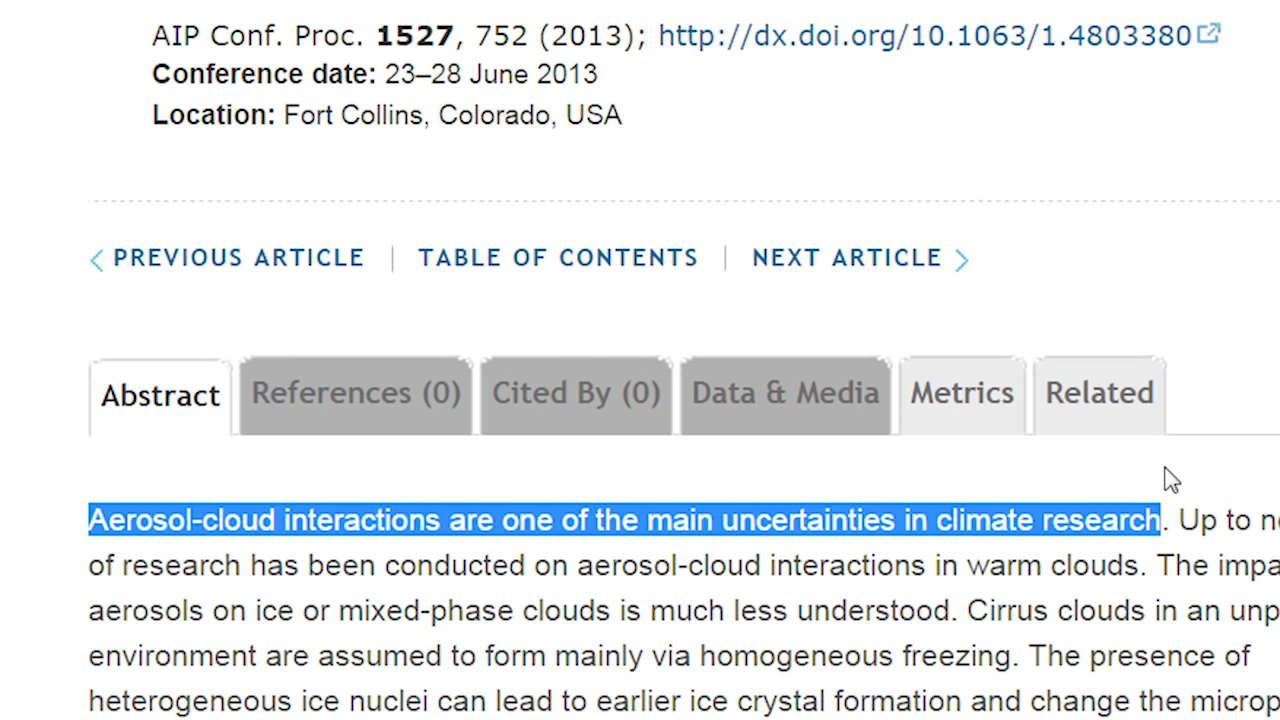 AIP Conf. Proc. 1527, 752 (2013); http://dx.doi.org/10.1063/1.4803380
Conference date: 23–28 June 2013
Location: Fort Collins, Colorado, USA
PREVIOUS ARTICLE | TABLE OF CONTENTS | NEXT ARTICLE
Abstract References (0) Cited By (0) Data & Media Metrics Related
Aerosol-cloud interactions are one of the main uncertainties in climate research. Up to
of research has been conducted on aerosol-cloud interactions in warm clouds. The
aerosols on ice or mixed-phase clouds is much less understood. Cirrus clouds in an
environment are assumed to form mainly via homogeneous freezing. The presence of
heterogeneous ice nuclei can lead to earlier ice crystal formation and change the